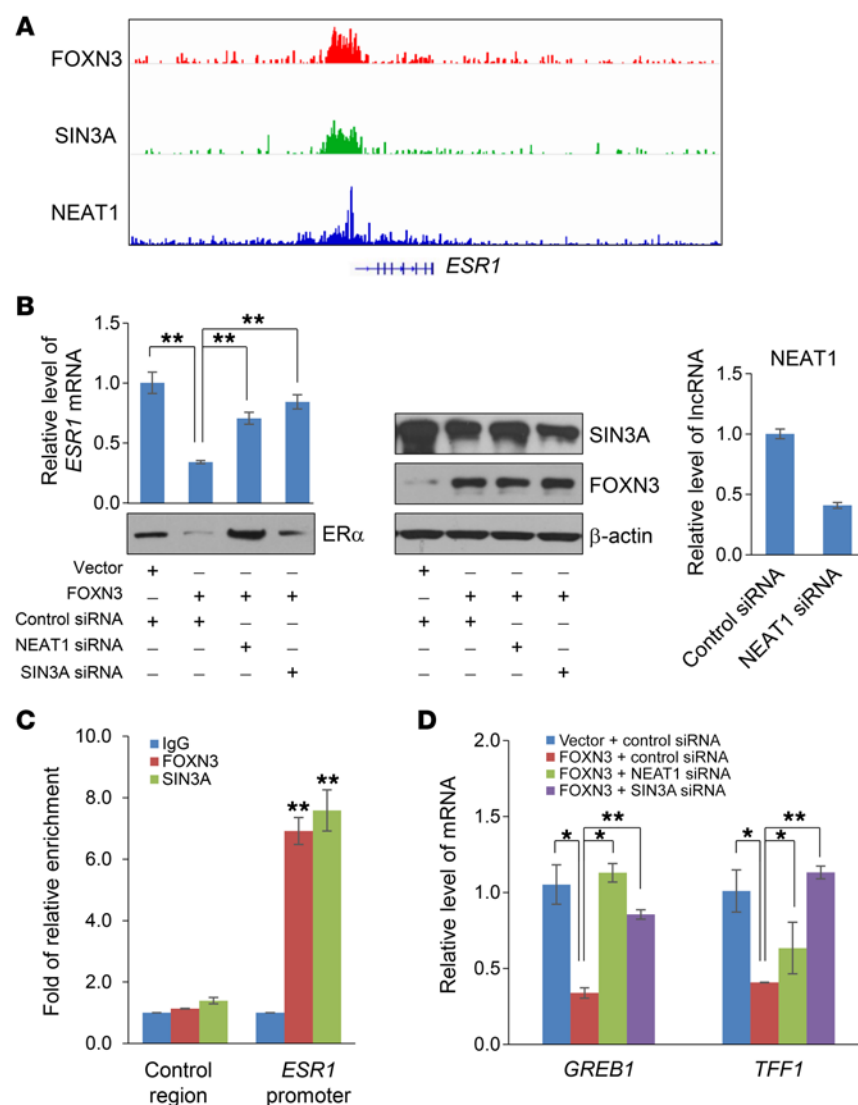 A
FOXN3
SIN3A
NEAT1
ESR1
B
Relative level of
ESR1 mRNA
1.5
1.0
0.5
0.0
**
**
**
ERα
Vector + – – –
FOXN3 – + + +
Control siRNA + + – –
NEAT1 siRNA – – + –
SIN3A siRNA – – – +
SIN3A
FOXN3
β-actin
+ – – –
– + + +
+ + – –
– – + –
– – – +
NEAT1
Relative level of lncRNA
1.5
1.0
0.5
0.0
Control siRNA
NEAT1 siRNA
C
Fold of relative enrichment
10.0
8.0
6.0
4.0
2.0
0.0
IgG
FOXN3
SIN3A
**
**
Control
region
ESR1
promoter
D
Relative level of mRNA
2.0
1.5
1.0
0.5
0.0
Vector + control siRNA
FOXN3 + control siRNA
FOXN3 + NEAT1 siRNA
FOXN3 + SIN3A siRNA
**
* *
**
* *
GREB1
TFF1